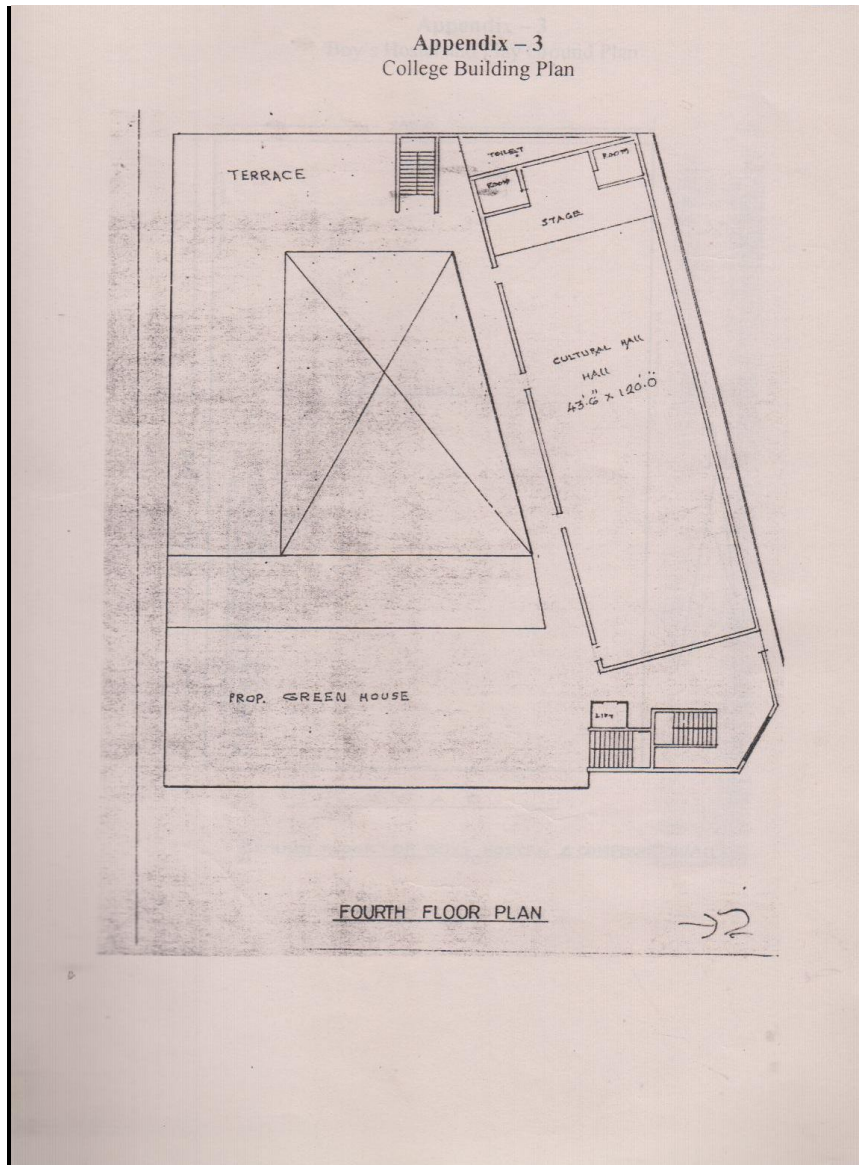 Appendix – 3
College Building Plan
TERRACE
TOILET
ROOM
ROOM
STAGE
CULTURAL HALL
HALL
43'.6" x 120'.0"
PROP. GREEN HOUSE
LIFT
FOURTH FLOOR PLAN